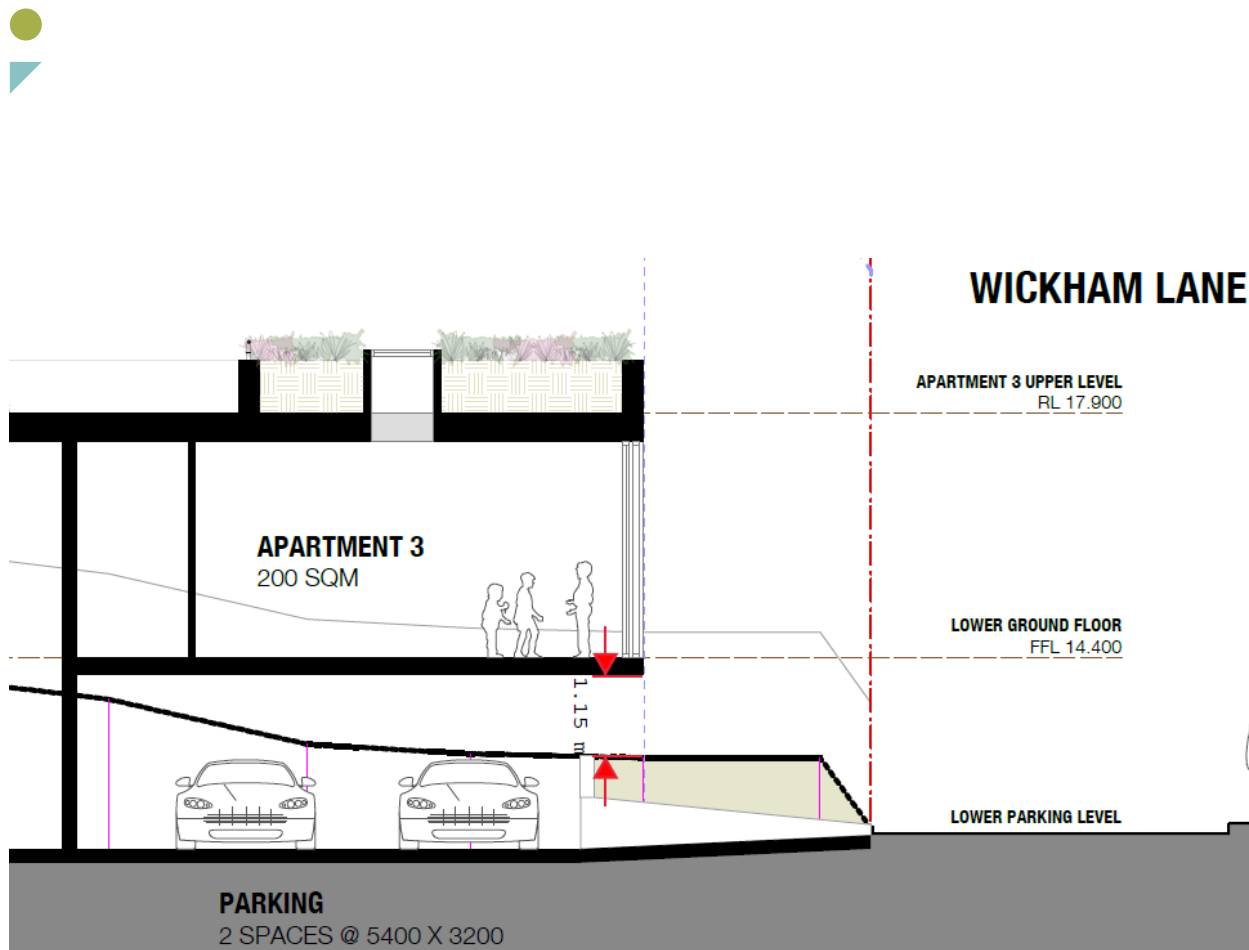 WICKHAM LANE
APARTMENT 3 UPPER LEVEL
RL 17.900
APARTMENT 3
200 SQM
LOWER GROUND FLOOR
FFL 14.400
1.15 m
LOWER PARKING LEVEL
PARKING
2 SPACES @ 5400 X 3200